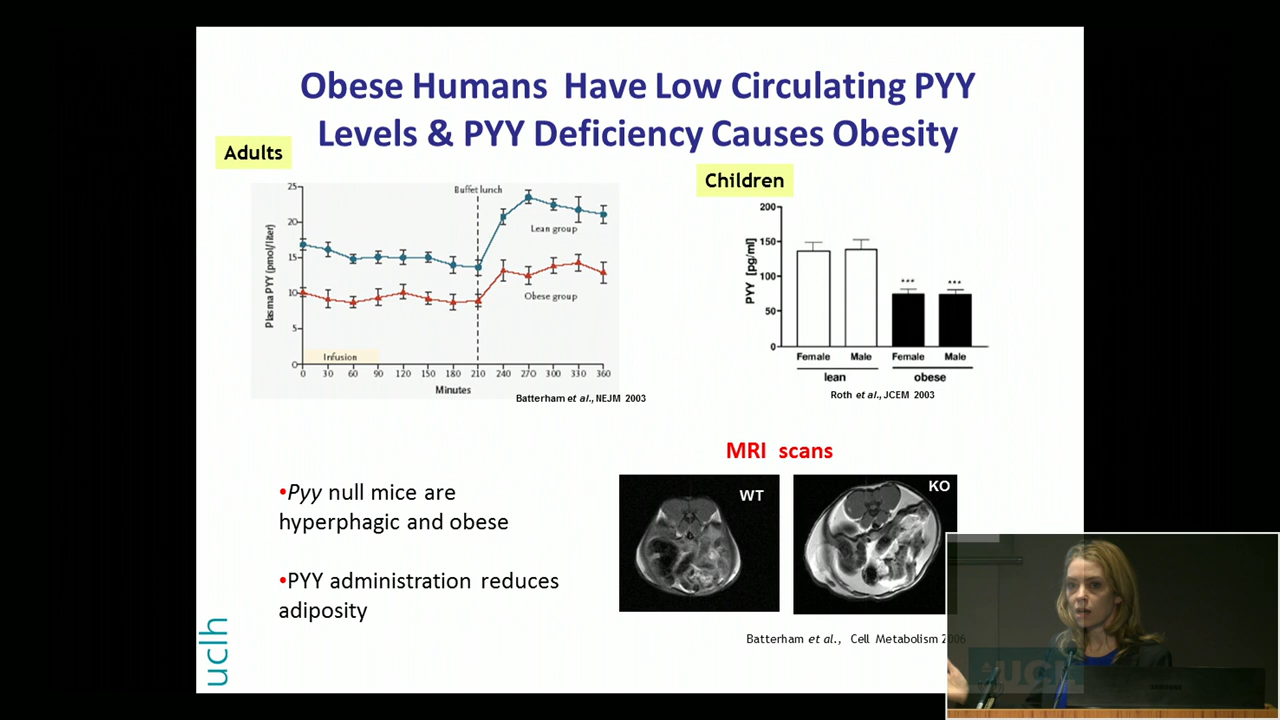 Obese Humans Have Low Circulating PYY
Levels & PYY Deficiency Causes Obesity
Adults
25
20
15
10
5
0
Plasma PYY (pmol/liter)
Buffet lunch
Lean group
Obese group
Infusion
0 30 60 90 120 150 180 210 240 270 300 330 360
Minutes
Batterham et al., NEJM 2003
Children
200
150
100
50
0
PYY [pg/ml]
*** ***
Female Male Female Male
lean obese
Roth et al., JCEM 2003
•Pyy null mice are
hyperphagic and obese
•PYY administration reduces
adiposity
MRI scans
WT
KO
Batterham et al., Cell Metabolism 2006
uclh
UCLH
SAMSUNG